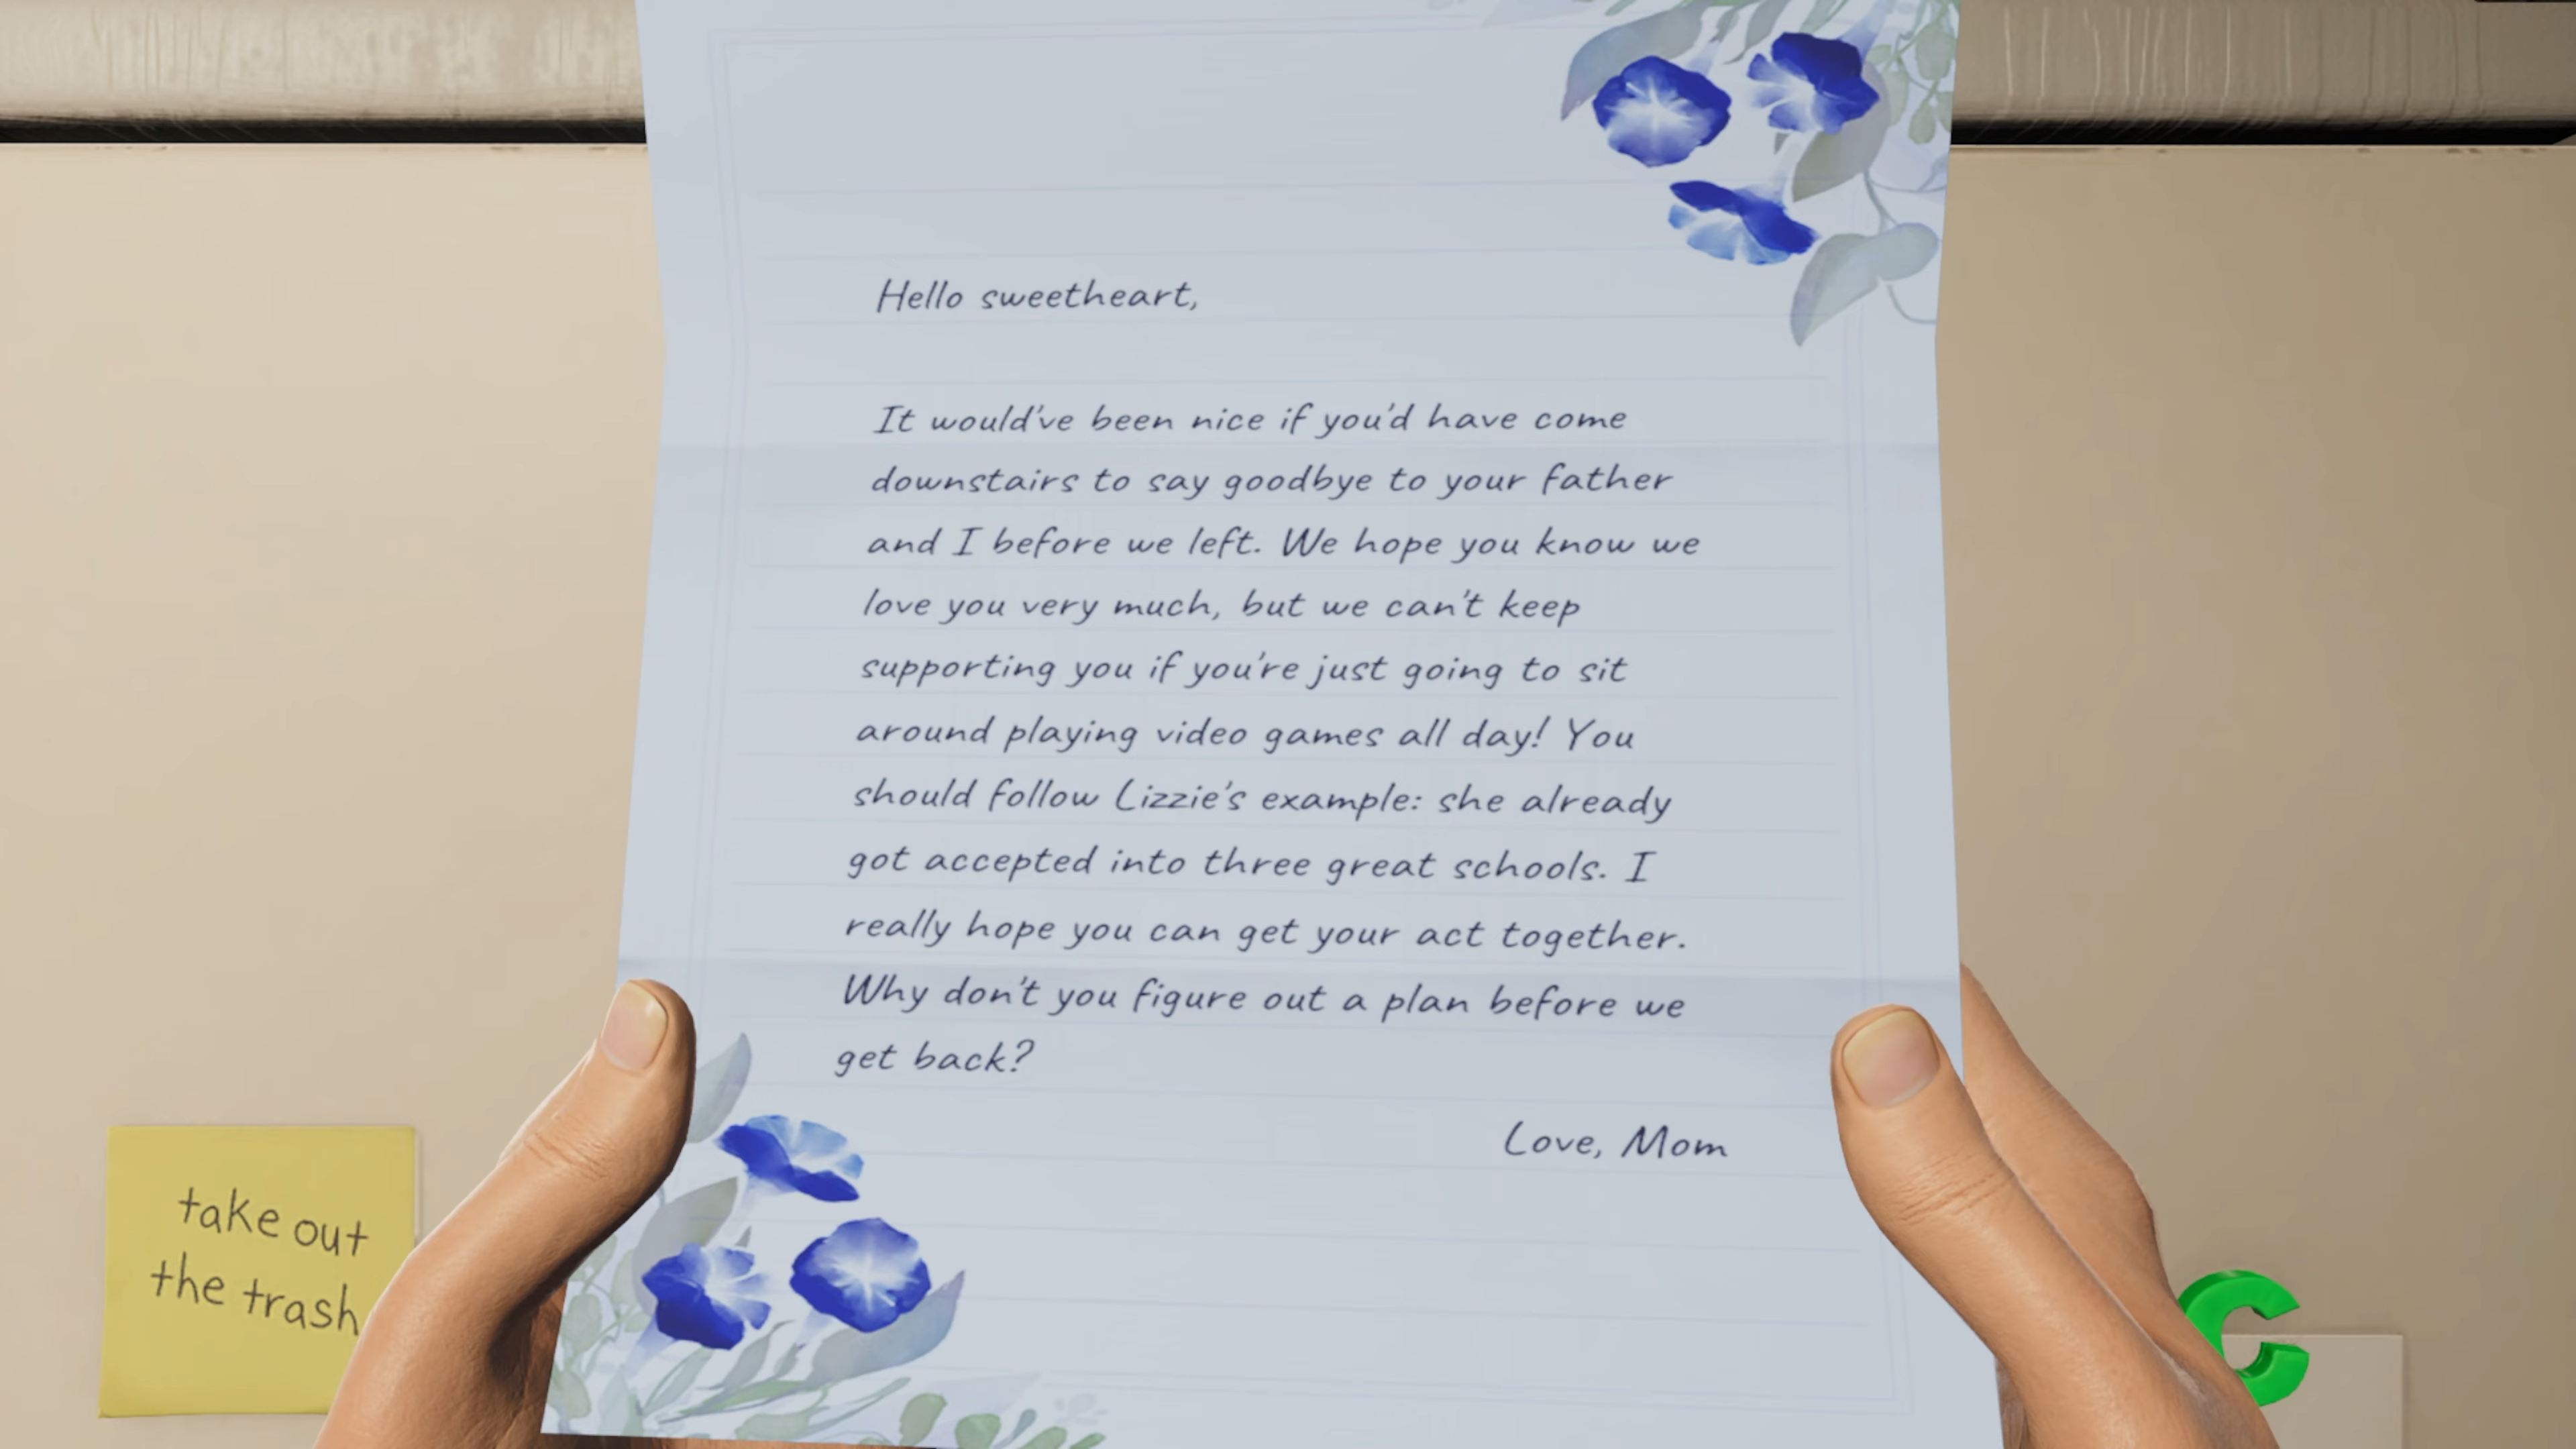 Hello sweetheart,
It would've been nice if you'd have come
downstairs to say goodbye to your father
and I before we left. We hope you know we
love you very much, but we can't keep
supporting you if you're just going to sit
around playing video games all day! You
should follow Lizzie's example: she already
got accepted into three great schools. I
really hope you can get your act together.
Why don't you figure out a plan before we
get back?
Love, Mom
take out
the trash
C